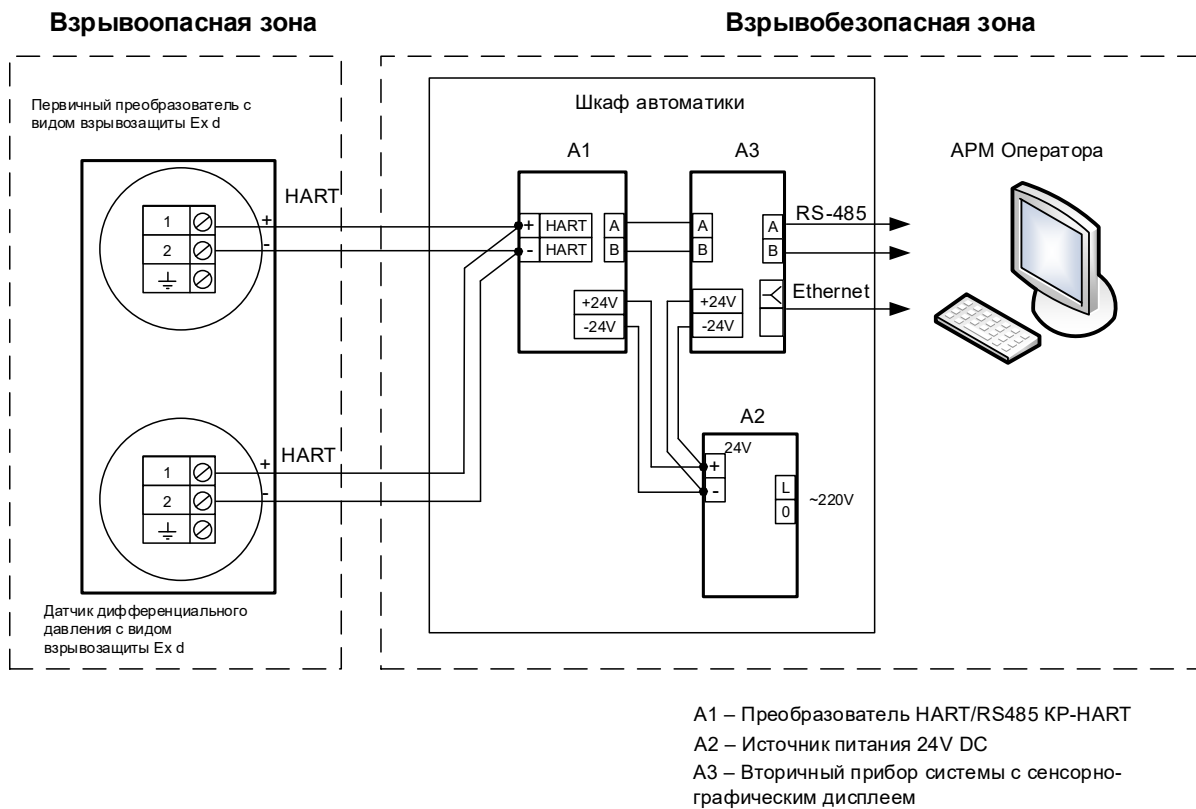 Взрывоопасная зона
Взрывобезопасная зона
Первичный преобразователь с
видом взрывозащиты Ex d
1
2
+
-
HART
1
2
+
-
HART
Датчик дифференциального
давления с видом
взрывозащиты Ex d
Шкаф автоматики
A1
+ HART
- HART
A
B
+24V
-24V
A3
A
B
+24V
-24V
A
B
RS-485
Ethernet
A2
24V
+
-
L
0
~220V
АРМ Оператора
A1 – Преобразователь HART/RS485 КР-HART
A2 – Источник питания 24V DC
A3 – Вторичный прибор системы с сенсорно-
графическим дисплеем